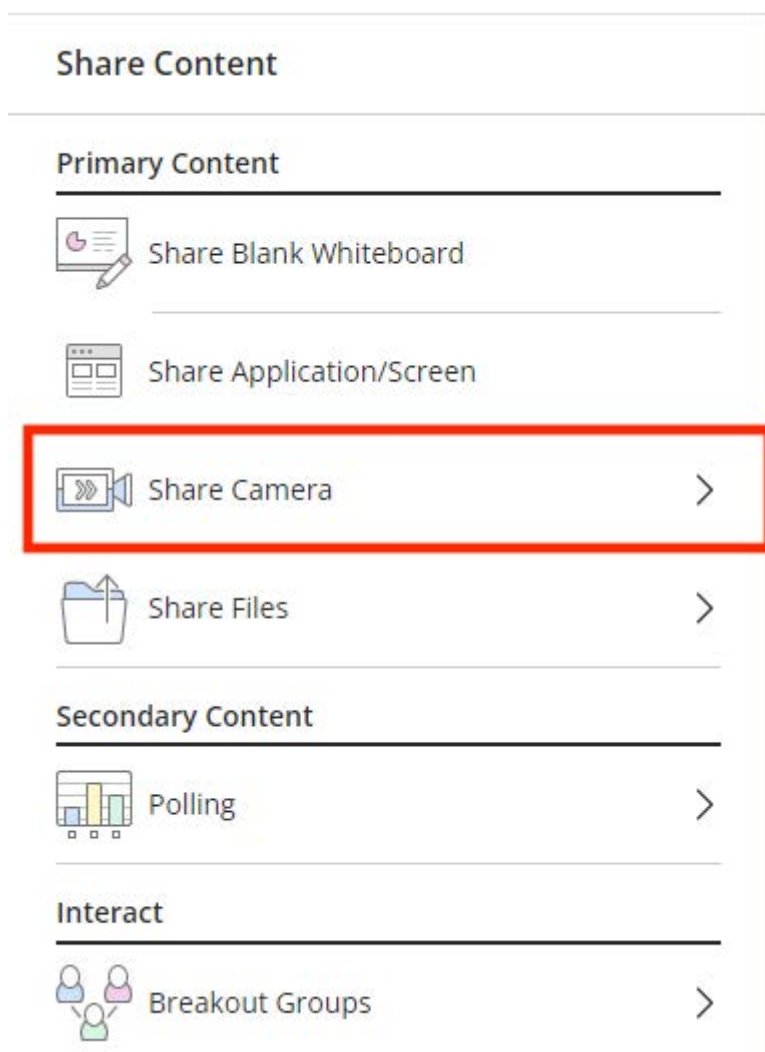 Share Content
Primary Content
Share Blank Whiteboard
Share Application/Screen
Share Camera
Share Files
Secondary Content
Polling
Interact
Breakout Groups